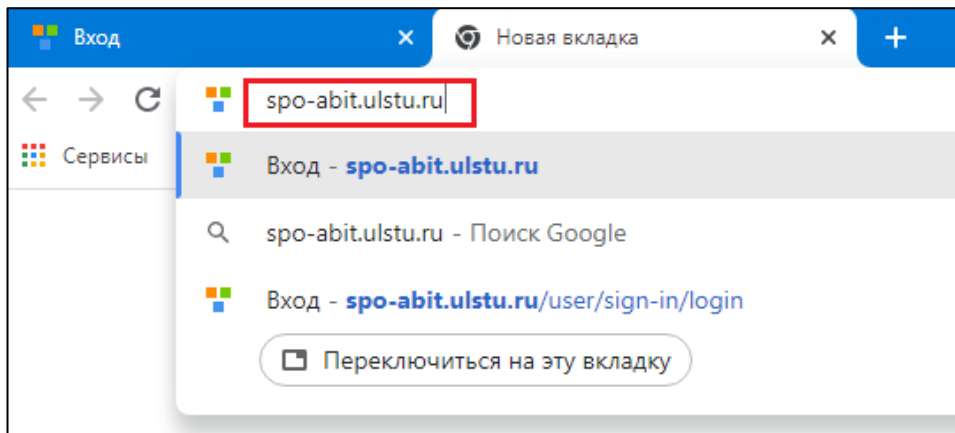 Вход
Новая вкладка
spo-abit.ulstu.ru
Сервисы
Вход - spo-abit.ulstu.ru
spo-abit.ulstu.ru - Поиск Google
Вход - spo-abit.ulstu.ru/user/sign-in/login
Переключиться на эту вкладку